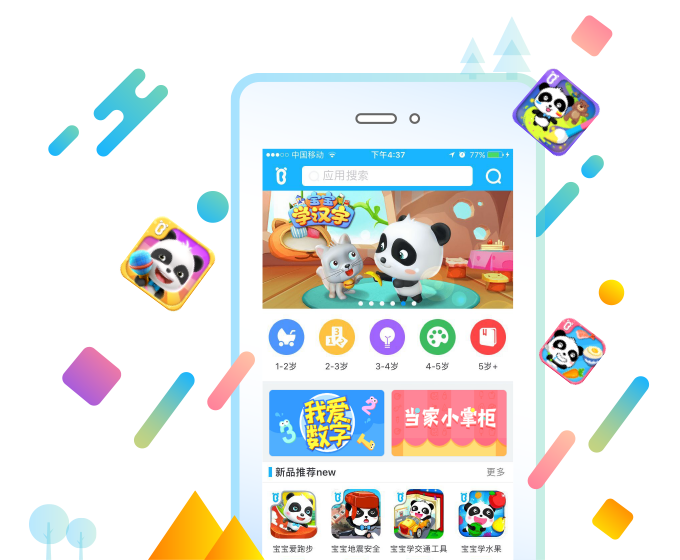 中国移动 下午4:37 77%
应用搜索
宝宝
学汉字
1-2岁 2-3岁 3-4岁 4-5岁 5岁+
我爱
数字
当家小掌柜
新品推荐new 更多
宝宝爱跑步 宝宝地震安全 宝宝学交通工具 宝宝学水果